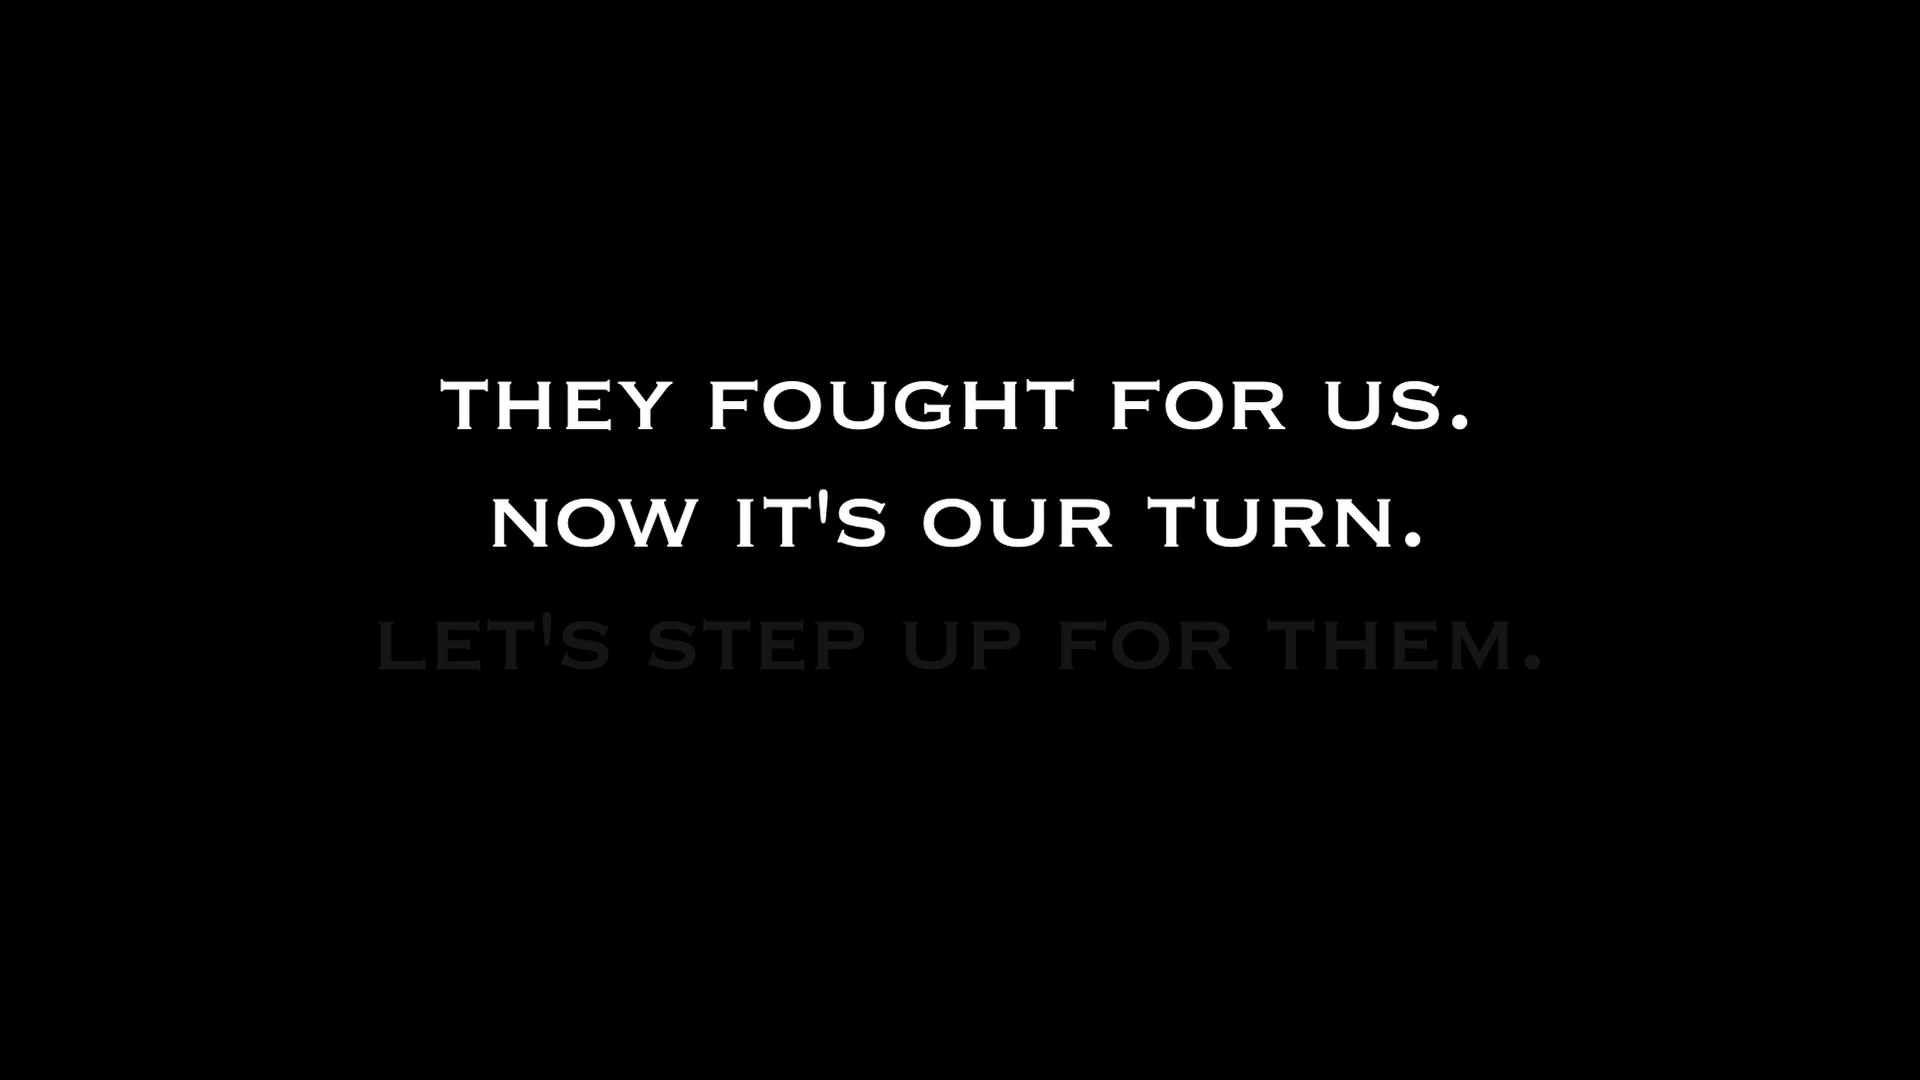 THEY FOUGHT FOR US.
NOW IT'S OUR TURN.
LET'S STEP UP FOR THEM.